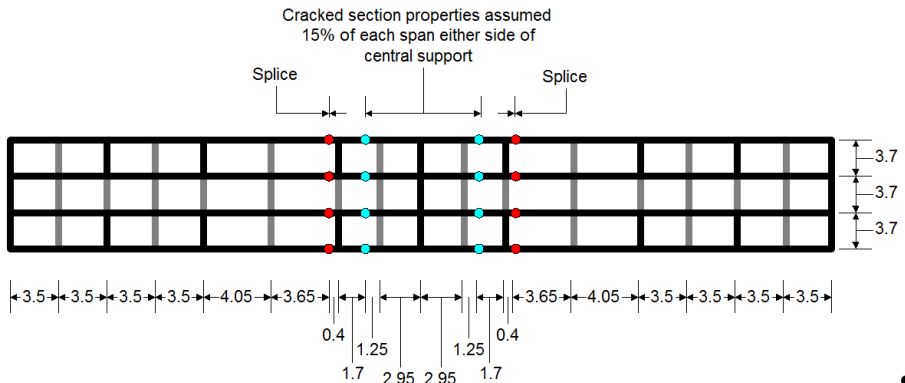 Cracked section properties assumed
15% of each span either side of
central support
Splice
Splice
3.7
3.7
3.7
3.5 3.5 3.5 3.5 4.05 3.65 3.65 4.05 3.5 3.5 3.5 3.5
0.4 0.4
1.25 1.25
1.7 2.95 2.95 1.7